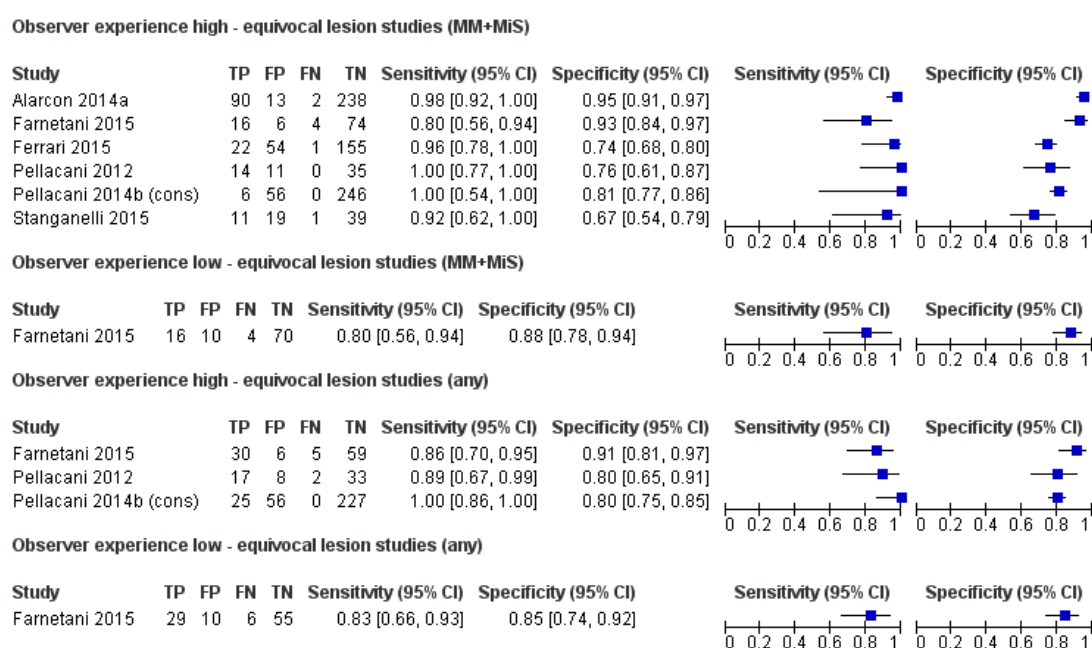 Observer experience high - equivocal lesion studies (MM+MiS)
Study TP FP FN TN Sensitivity (95% CI) Specificity (95% CI) Sensitivity (95% CI) Specificity (95% CI)
Alarcon 2014a 90 13 2 238 0.98 [0.92, 1.00] 0.95 [0.91, 0.97]
Farnetani 2015 16 6 4 74 0.80 [0.56, 0.94] 0.93 [0.84, 0.97]
Ferrari 2015 22 54 1 155 0.96 [0.78, 1.00] 0.74 [0.68, 0.80]
Pellacani 2012 14 11 0 35 1.00 [0.77, 1.00] 0.76 [0.61, 0.87]
Pellacani 2014b (cons) 6 56 0 246 1.00 [0.54, 1.00] 0.81 [0.77, 0.86]
Stanganelli 2015 11 19 1 39 0.92 [0.62, 1.00] 0.67 [0.54, 0.79]
0 0.2 0.4 0.6 0.8 1 0 0.2 0.4 0.6 0.8 1
Observer experience low - equivocal lesion studies (MM+MiS)
Study TP FP FN TN Sensitivity (95% CI) Specificity (95% CI) Sensitivity (95% CI) Specificity (95% CI)
Farnetani 2015 16 10 4 70 0.80 [0.56, 0.94] 0.88 [0.78, 0.94]
0 0.2 0.4 0.6 0.8 1 0 0.2 0.4 0.6 0.8 1
Observer experience high - equivocal lesion studies (any)
Study TP FP FN TN Sensitivity (95% CI) Specificity (95% CI) Sensitivity (95% CI) Specificity (95% CI)
Farnetani 2015 30 6 5 59 0.86 [0.70, 0.95] 0.91 [0.81, 0.97]
Pellacani 2012 17 8 2 33 0.89 [0.67, 0.99] 0.80 [0.65, 0.91]
Pellacani 2014b (cons) 25 56 0 227 1.00 [0.86, 1.00] 0.80 [0.75, 0.85]
0 0.2 0.4 0.6 0.8 1 0 0.2 0.4 0.6 0.8 1
Observer experience low - equivocal lesion studies (any)
Study TP FP FN TN Sensitivity (95% CI) Specificity (95% CI) Sensitivity (95% CI) Specificity (95% CI)
Farnetani 2015 29 10 6 55 0.83 [0.66, 0.93] 0.85 [0.74, 0.92]
0 0.2 0.4 0.6 0.8 1 0 0.2 0.4 0.6 0.8 1